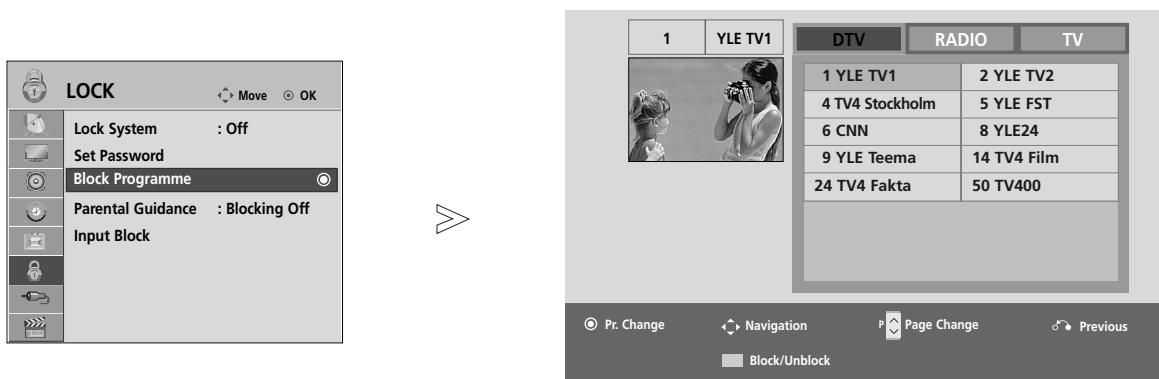 LOCK
Move OK
Lock System : Off
Set Password
Block Programme
Parental Guidance : Blocking Off
Input Block
1 YLE TV1
DTV RADIO TV
1 YLE TV1 2 YLE TV2
4 TV4 Stockholm 5 YLE FST
6 CNN 8 YLE24
9 YLE Teema 14 TV4 Film
24 TV4 Fakta 50 TV400
Pr. Change Navigation P Page Change Previous
Block/Unblock